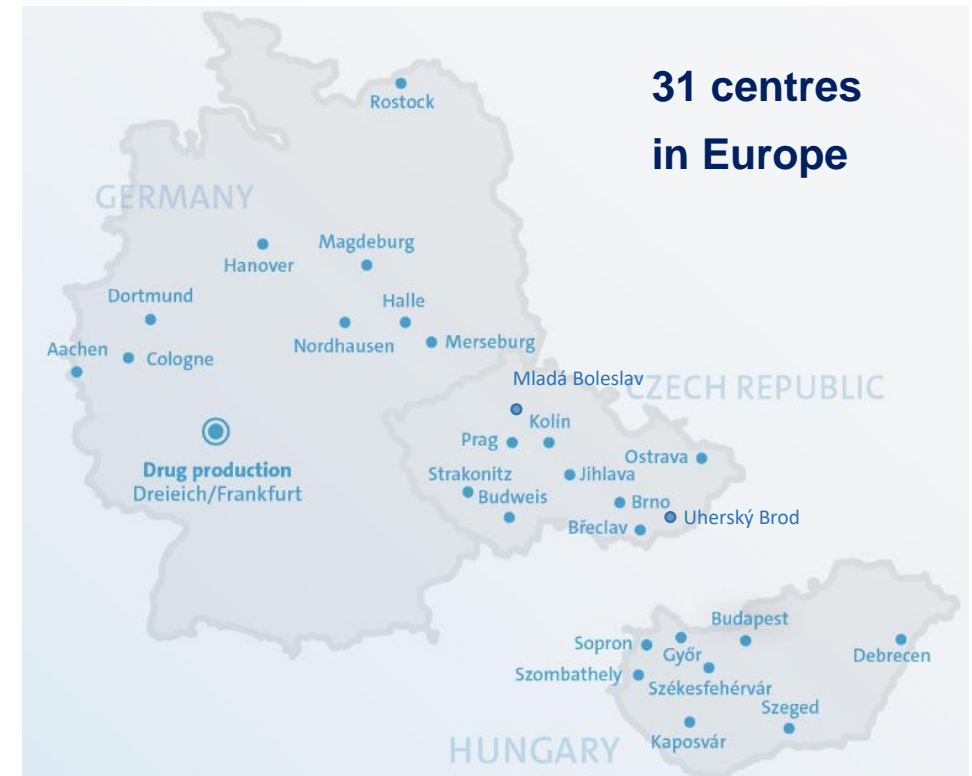 31 centres
in Europe
Rostock
GERMANY
Hanover
Magdeburg
Dortmund
Halle
Nordhausen
Merseburg
Aachen
Cologne
Drug production
Dreieich/Frankfurt
Mladá Boleslav
CZECH REPUBLIC
Kolín
Prag
Ostrava
Strakonitz
Jihlava
Budweis
Brno
Uherský Brod
Břeclav
Budapest
Sopron
Győr
Debrecen
Szombathely
Székesfehérvár
Szeged
Kaposvár
HUNGARY